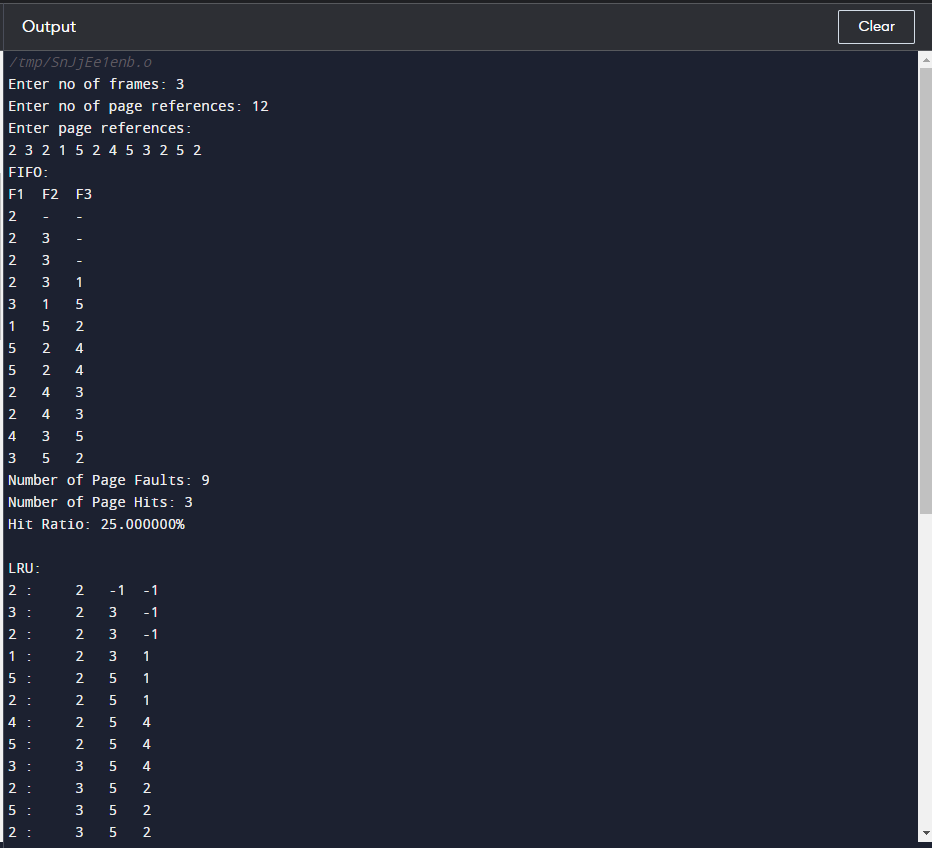 Output
Clear
/tmp/SnJjEe1enb.o
Enter no of frames: 3
Enter no of page references: 12
Enter page references:
2 3 2 1 5 2 4 5 3 2 5 2
FIFO:
F1  F2  F3
2   -   -
2   3   -
2   3   -
2   3   1
3   1   5
1   5   2
5   2   4
5   2   4
2   4   3
2   4   3
4   3   5
3   5   2
Number of Page Faults: 9
Number of Page Hits: 3
Hit Ratio: 25.000000%
LRU:
2 :     2   -1  -1
3 :     2   3   -1
2 :     2   3   -1
1 :     2   3   1
5 :     2   5   1
2 :     2   5   1
4 :     2   5   4
5 :     2   5   4
3 :     3   5   4
2 :     3   5   2
5 :     3   5   2
2 :     3   5   2